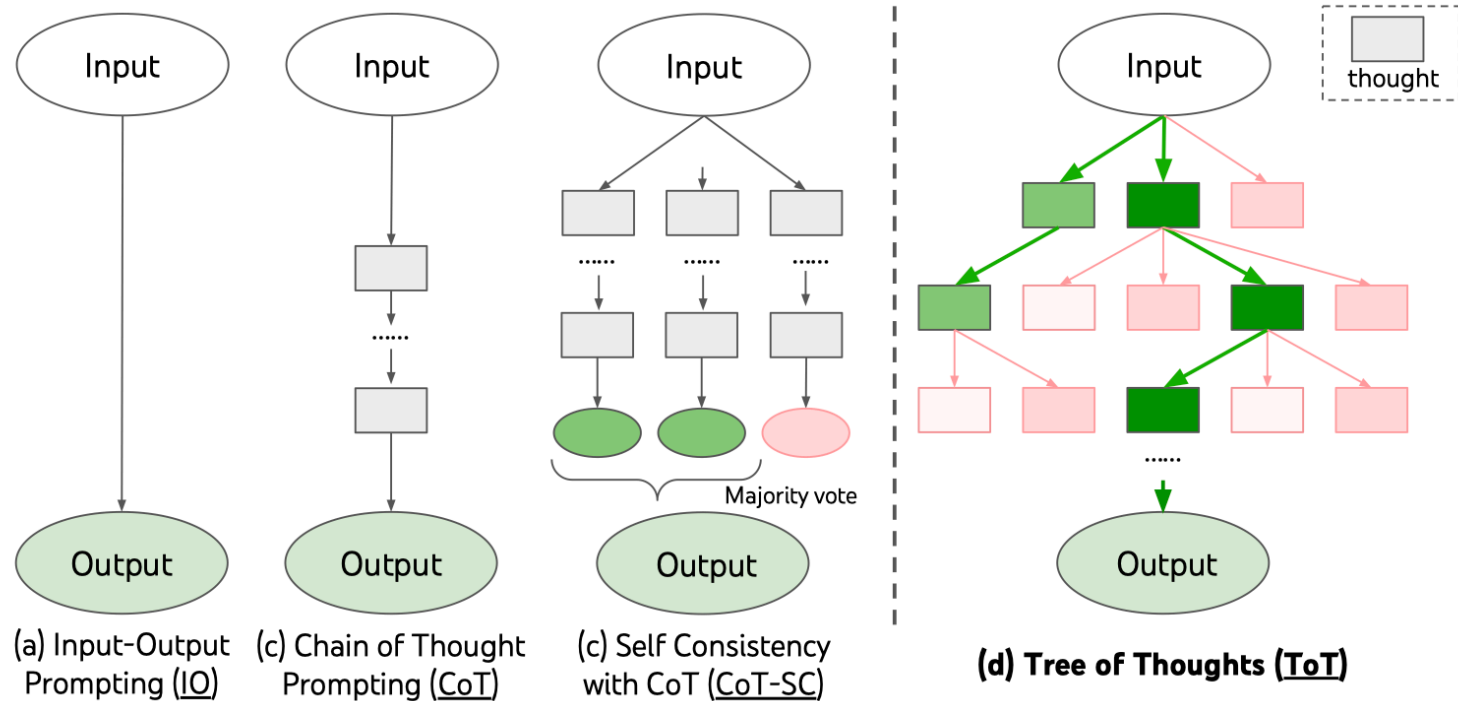 Input
Input
Input
Input
thought
......
......
......
......
......
Majority vote
Output
Output
Output
Output
(a) Input-Output
Prompting (IO)
(c) Chain of Thought
Prompting (CoT)
(c) Self Consistency
with CoT (CoT-SC)
(d) Tree of Thoughts (ToT)